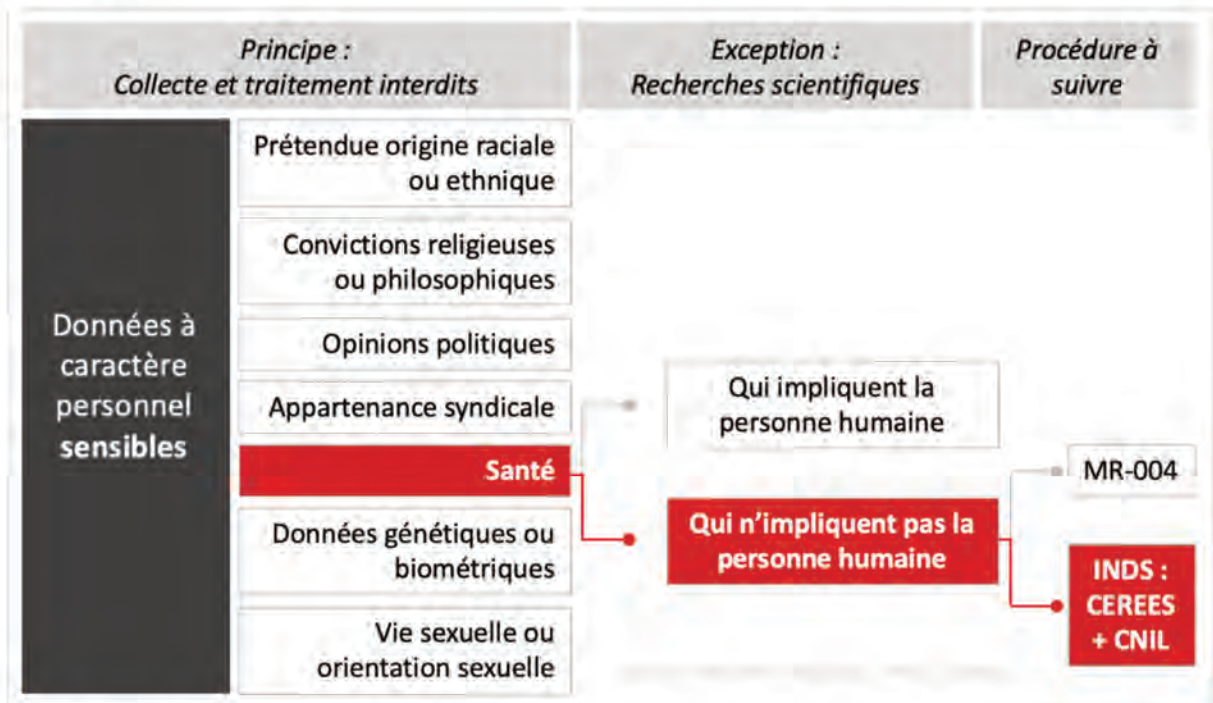 Principe :
Collecte et traitement interdits
Exception :
Recherches scientifiques
Procédure à
suivre
Données à
caractère
personnel
sensibles
Prétendue origine raciale
ou ethnique
Convictions religieuses
ou philosophiques
Opinions politiques
Appartenance syndicale
Santé
Données génétiques ou
biométriques
Vie sexuelle ou
orientation sexuelle
Qui impliquent la
personne humaine
Qui n’impliquent pas la
personne humaine
MR-004
INDS :
CEREES
+ CNIL